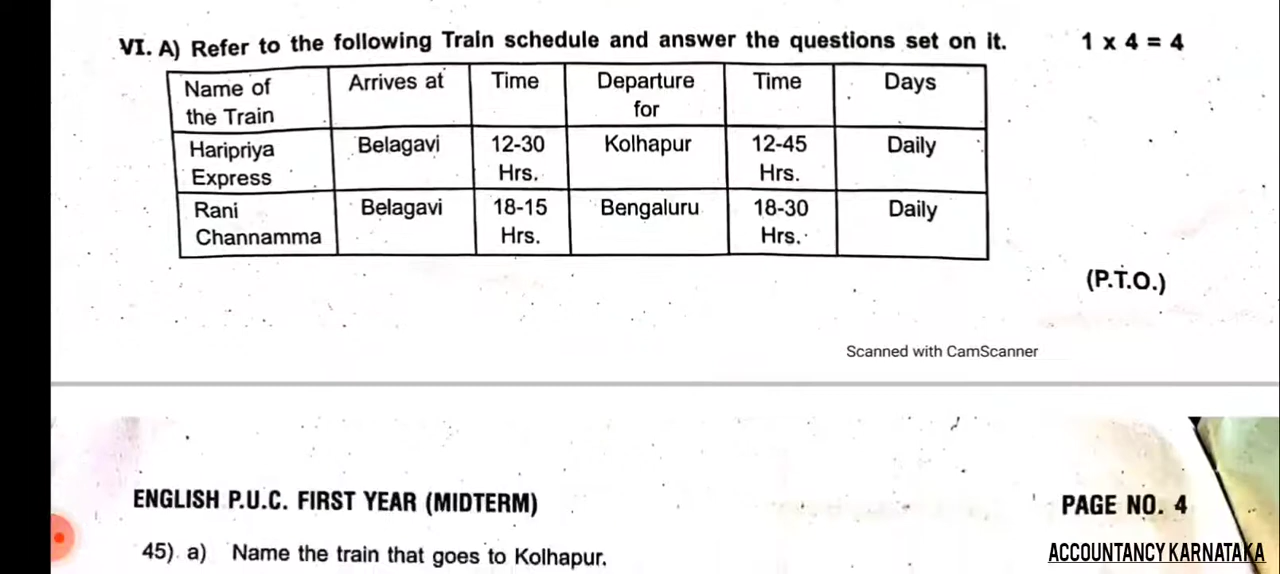 VI. A) Refer to the following Train schedule and answer the questions set on it. 1 x 4 = 4
Name of the Train | Arrives at | Time | Departure for | Time | Days
Haripriya Express | Belagavi | 12-30 Hrs. | Kolhapur | 12-45 Hrs. | Daily
Rani Channamma | Belagavi | 18-15 Hrs. | Bengaluru | 18-30 Hrs. | Daily
(P.T.O.)
Scanned with CamScanner
ENGLISH P.U.C. FIRST YEAR (MIDTERM) PAGE NO. 4
45). a) Name the train that goes to Kolhapur.
ACCOUNTANCY KARNATAKA